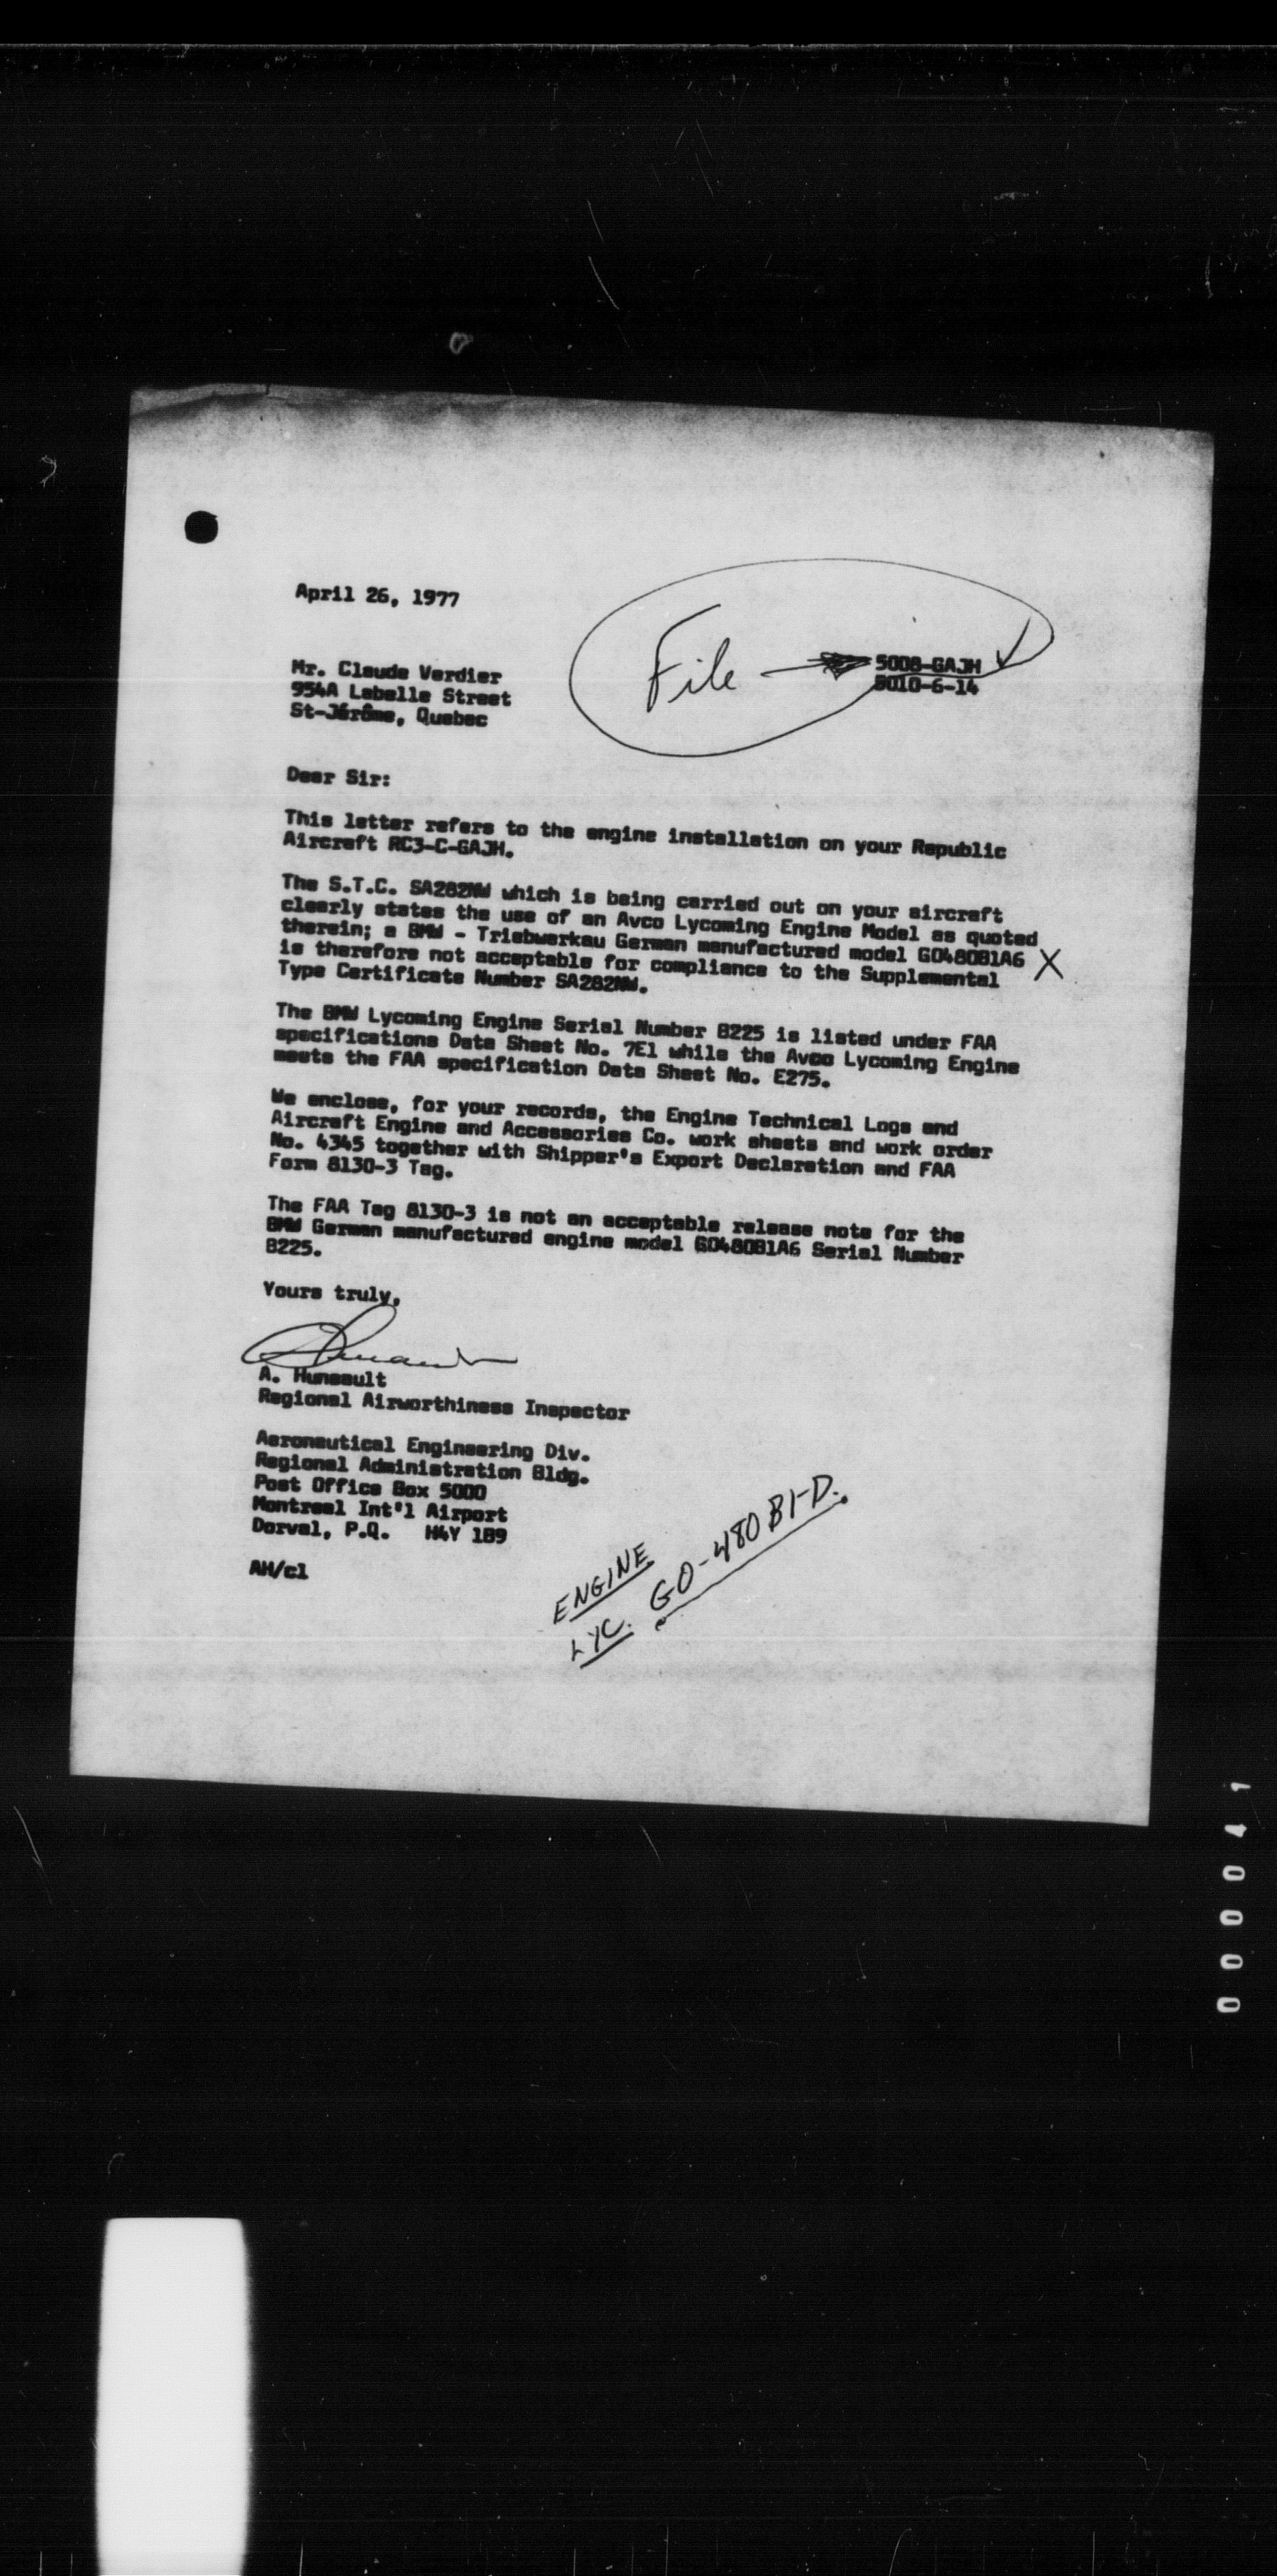 April 26, 1977
File
5008-GAJH
5010-6-14
Mr. Claude Verdier
954A Labelle Street
St-Jérôme, Quebec
Dear Sir:
This letter refers to the engine installation on your Republic
Aircraft RC3-C-GAJH.
The S.T.C. SA282NW which is being carried out on your aircraft
clearly states the use of an Avco Lycoming Engine Model as quoted
therein; a BMW - Triebwerkau German manufactured model GO480B1A6 X
is therefore not acceptable for compliance to the Supplemental
Type Certificate Number SA282NW.
The BMW Lycoming Engine Serial Number 8225 is listed under FAA
specifications Data Sheet No. 7E1 while the Avco Lycoming Engine
meets the FAA specification Data Sheet No. E275.
We enclose, for your records, the Engine Technical Logs and
Aircraft Engine and Accessories Co. work sheets and work order
No. 4345 together with Shipper's Export Declaration and FAA
Form 8130-3 Tag.
The FAA Tag 8130-3 is not an acceptable release note for the
BMW German manufactured engine model GO480B1A6 Serial Number
8225.
Yours truly,
A. Huneault
Regional Airworthiness Inspector
Aeronautical Engineering Div.
Regional Administration Bldg.
Post Office Box 5000
Montreal Int'l Airport
Dorval, P.Q. H4Y 1B9
AH/cl
ENGINE
LYC. GO-480 B1-D.
000041